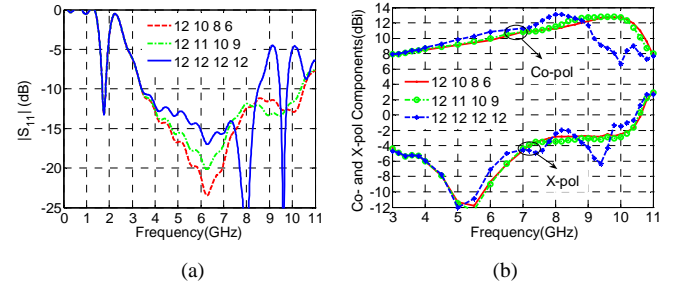 0
-5
-10
-15
-20
-25
|S11| (dB)
12 10 8 6
12 11 10 9
12 12 12 12
0 1 2 3 4 5 6 7 8 9 10 11
Frequency(GHz)
(a)
14
12
10
8
6
4
2
0
-2
-4
-6
-8
-10
-12
Co- and X-pol Components(dBi)
Co-pol
12 10 8 6
12 11 10 9
12 12 12 12
X-pol
3 4 5 6 7 8 9 10 11
Frequency(GHz)
(b)